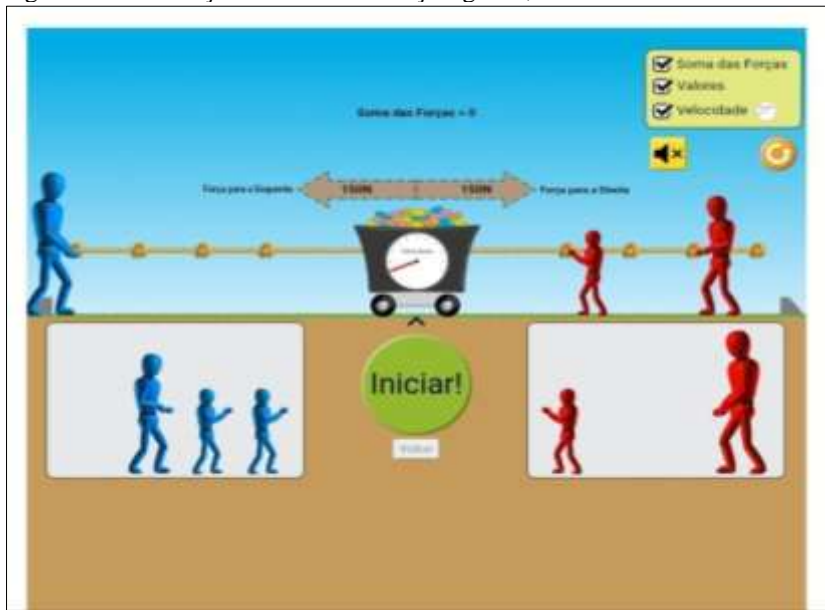 Soma das Forças
Valores
Velocidade
Soma das Forças = 0
Força para a Esquerda
150N
150N
Força para a Direita
Iniciar!